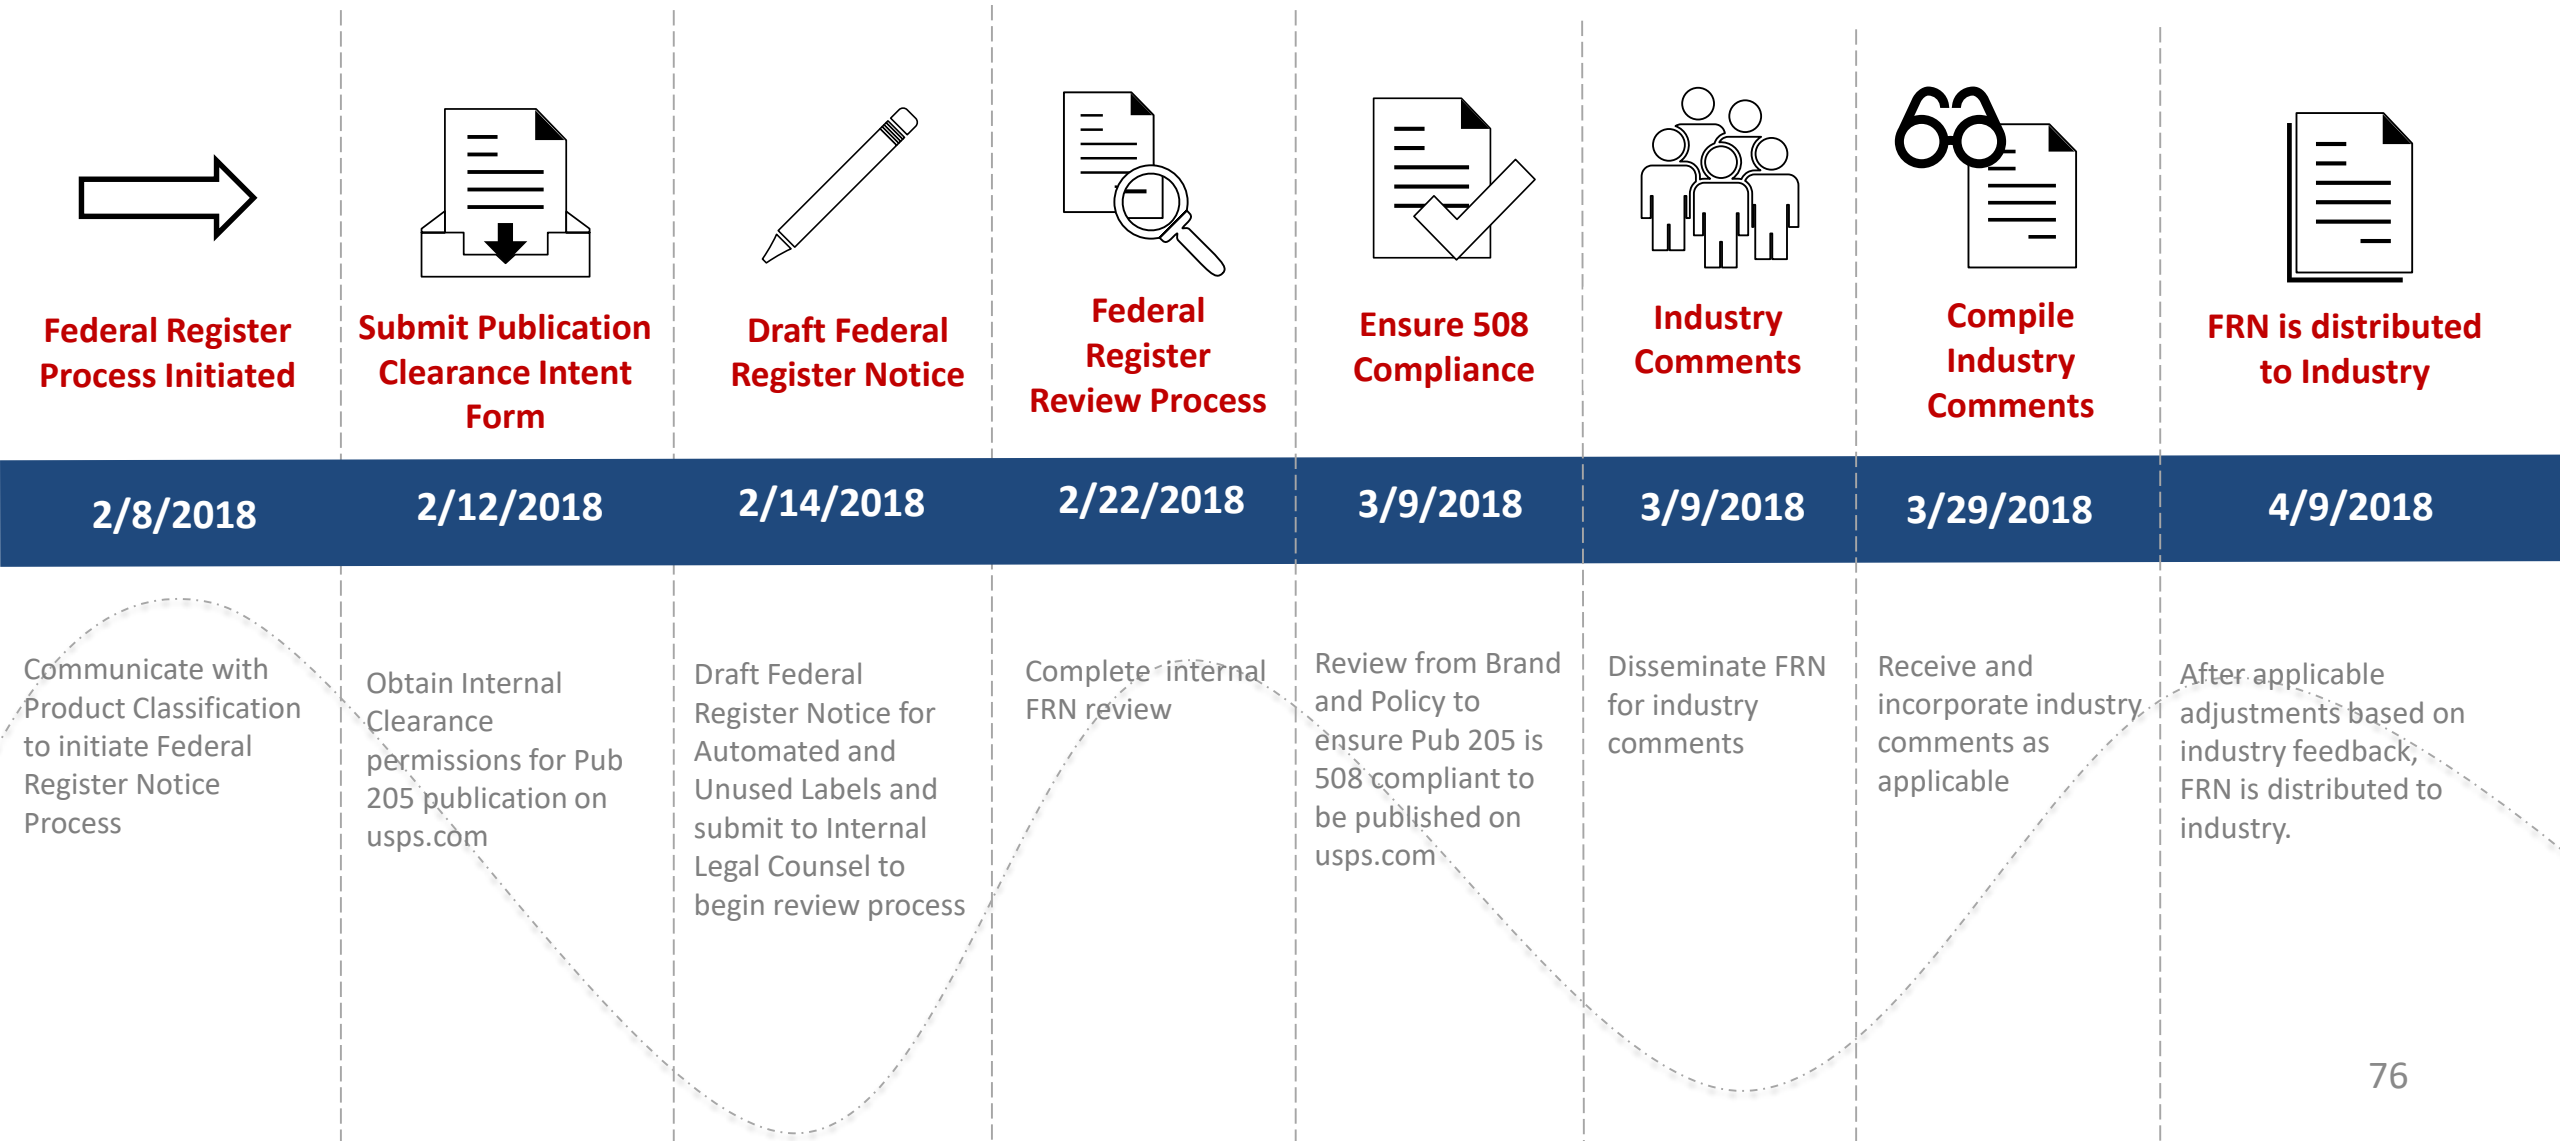 Federal Register
Process Initiated
Submit Publication
Clearance Intent
Form
Draft Federal
Register Notice
Federal
Register
Review Process
Ensure 508
Compliance
Industry
Comments
Compile
Industry
Comments
FRN is distributed
to Industry
2/8/2018
2/12/2018
2/14/2018
2/22/2018
3/9/2018
3/9/2018
3/29/2018
4/9/2018
Communicate with
Product Classification
to initiate Federal
Register Notice
Process
Obtain Internal
Clearance
permissions for Pub
205 publication on
usps.com
Draft Federal
Register Notice for
Automated and
Unused Labels and
submit to Internal
Legal Counsel to
begin review process
Complete internal
FRN review
Review from Brand
and Policy to
ensure Pub 205 is
508 compliant to
be published on
usps.com
Disseminate FRN
for industry
comments
Receive and
incorporate industry
comments as
applicable
After applicable
adjustments based on
industry feedback,
FRN is distributed to
industry.
76